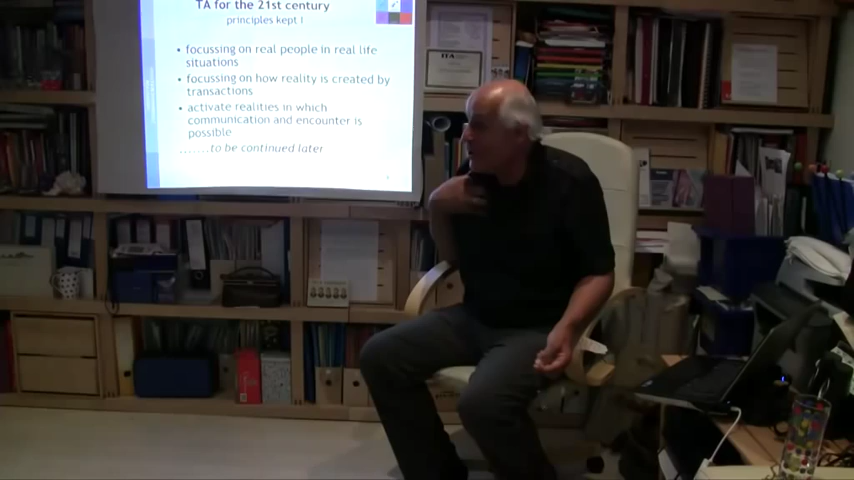 TA for the 21st century
principles kept I
• focussing on real people in real life
situations
• focussing on how reality is created by
transactions
• activate realities in which
communication and encounter is
possible
.......to be continued later
ITA